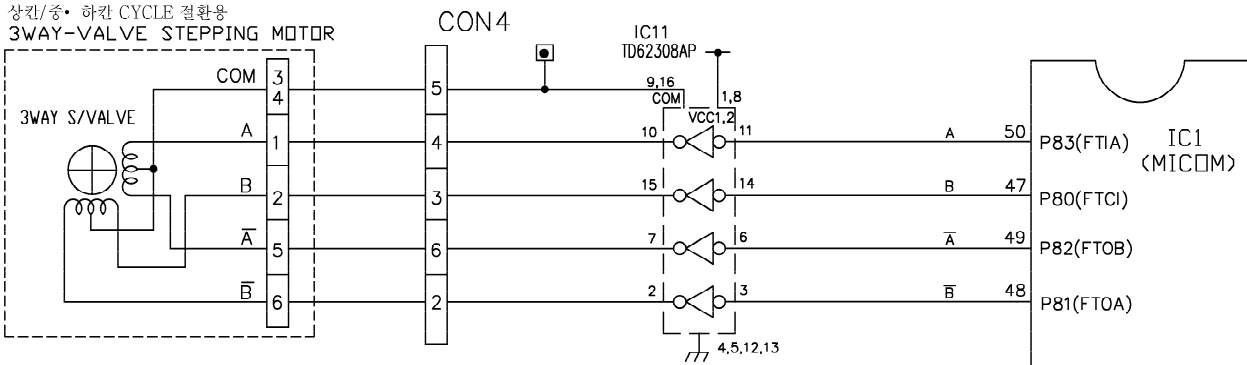 상칸/중• 하칸 CYCLE 절환용
3WAY-VALVE STEPPING MOTOR
CON4
IC11
TD62308AP
COM 3 4
5
9,16
COM
1,8
VCC1,2
3WAY S/VALVE
A 1 4 10 11 A 50 P83(FTIA)
IC1
(MICOM)
B 2 3 15 14 B 47 P80(FTCI)
A̅ 5 6 7 6 A̅ 49 P82(FTOB)
B̅ 6 2 2 3 B̅ 48 P81(FTOA)
4,5,12,13